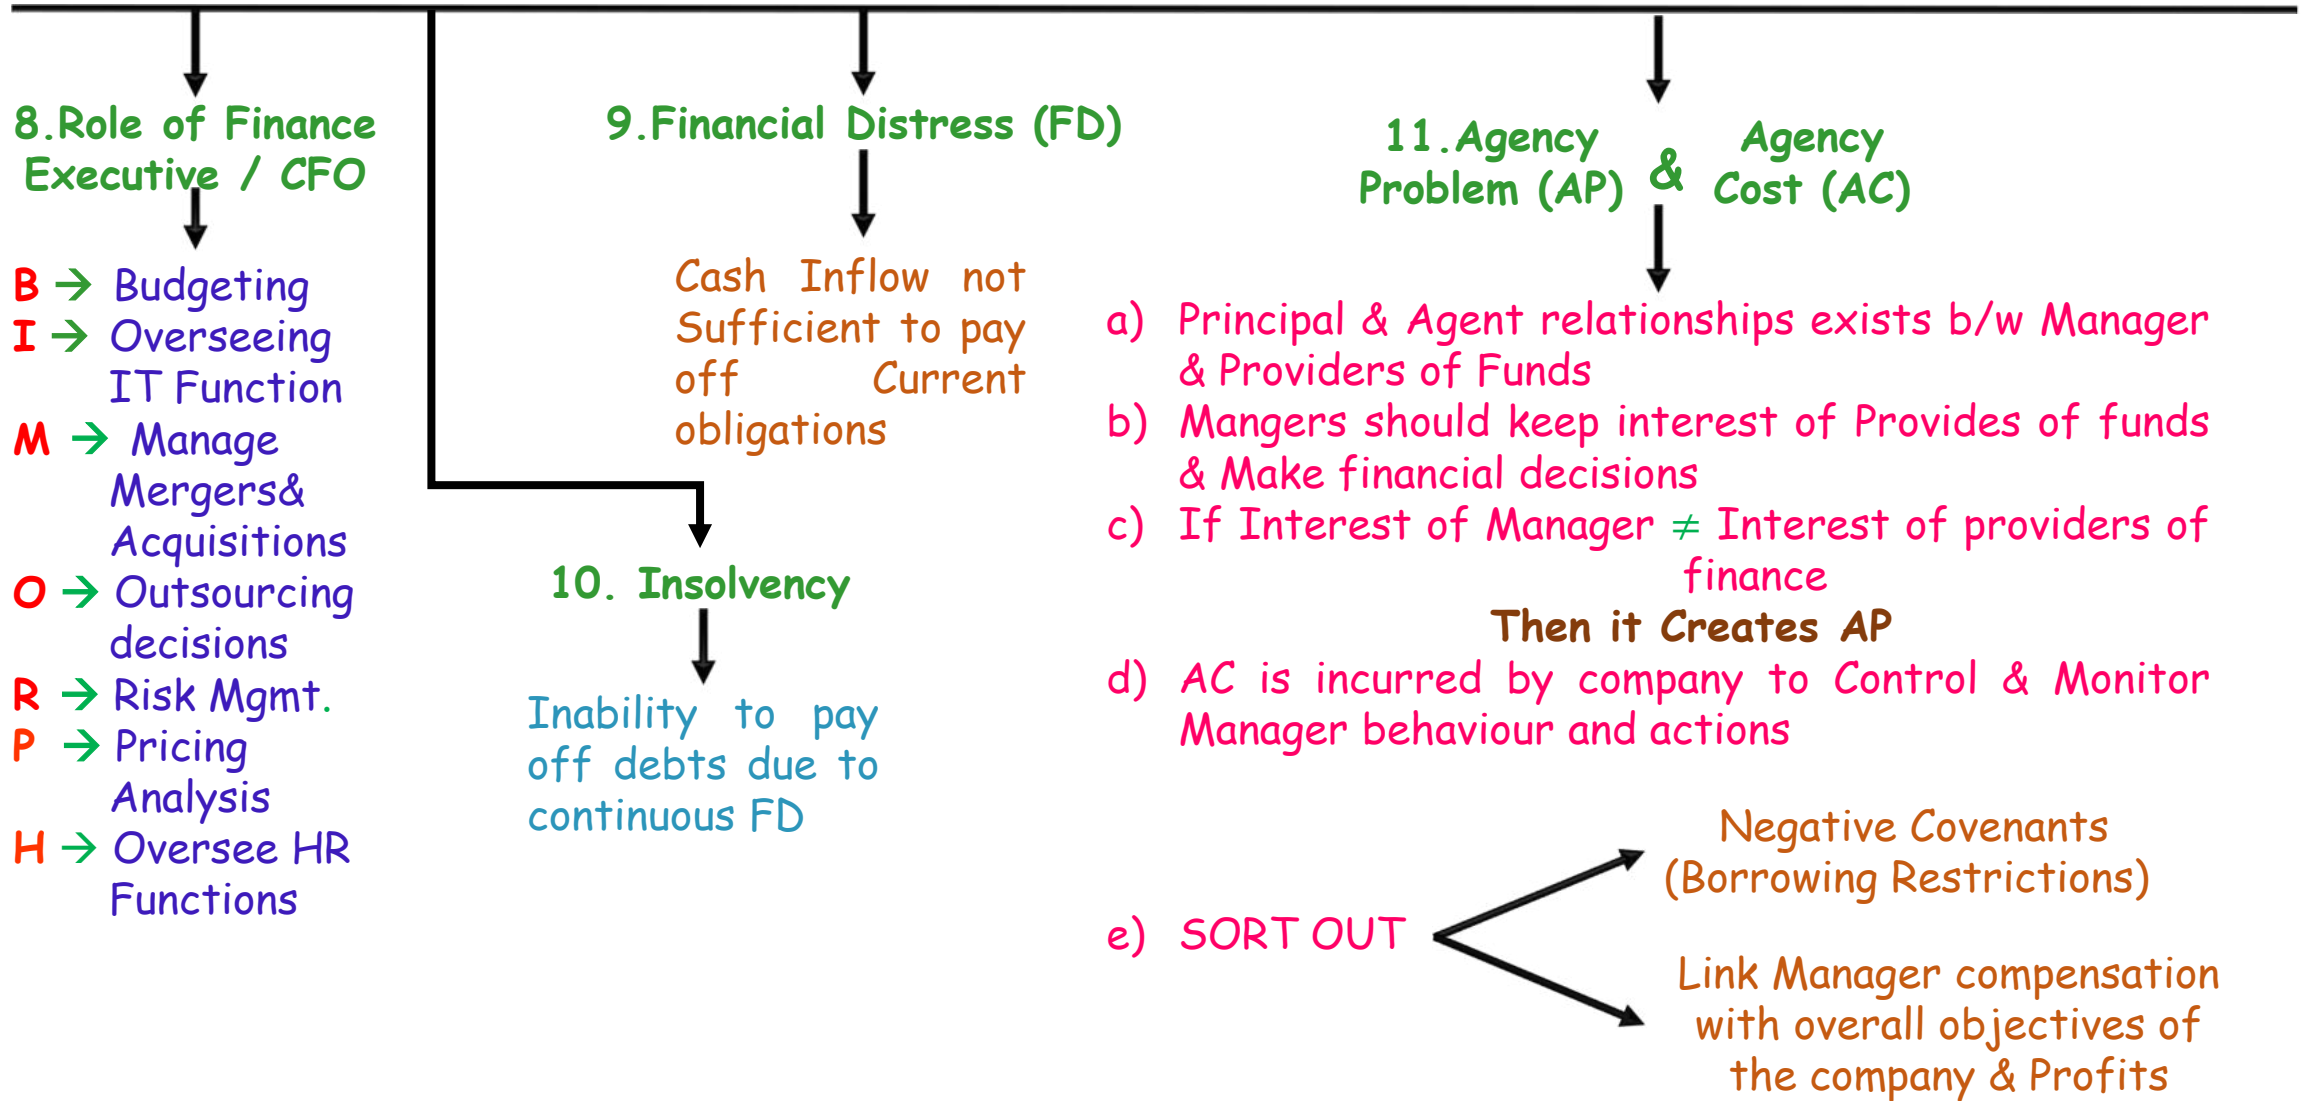 8.Role of Finance
Executive / CFO
B → Budgeting
I → Overseeing
IT Function
M → Manage
Mergers&
Acquisitions
O → Outsourcing
decisions
R → Risk Mgmt.
P → Pricing
Analysis
H → Oversee HR
Functions
9.Financial Distress (FD)
Cash Inflow not
Sufficient to pay
off Current
obligations
10. Insolvency
Inability to pay
off debts due to
continuous FD
11.Agency Problem (AP) & Agency Cost (AC)
a) Principal & Agent relationships exists b/w Manager
& Providers of Funds
b) Mangers should keep interest of Provides of funds
& Make financial decisions
c) If Interest of Manager ≠ Interest of providers of
finance
Then it Creates AP
d) AC is incurred by company to Control & Monitor
Manager behaviour and actions
e) SORT OUT
Negative Covenants
(Borrowing Restrictions)
Link Manager compensation
with overall objectives of
the company & Profits